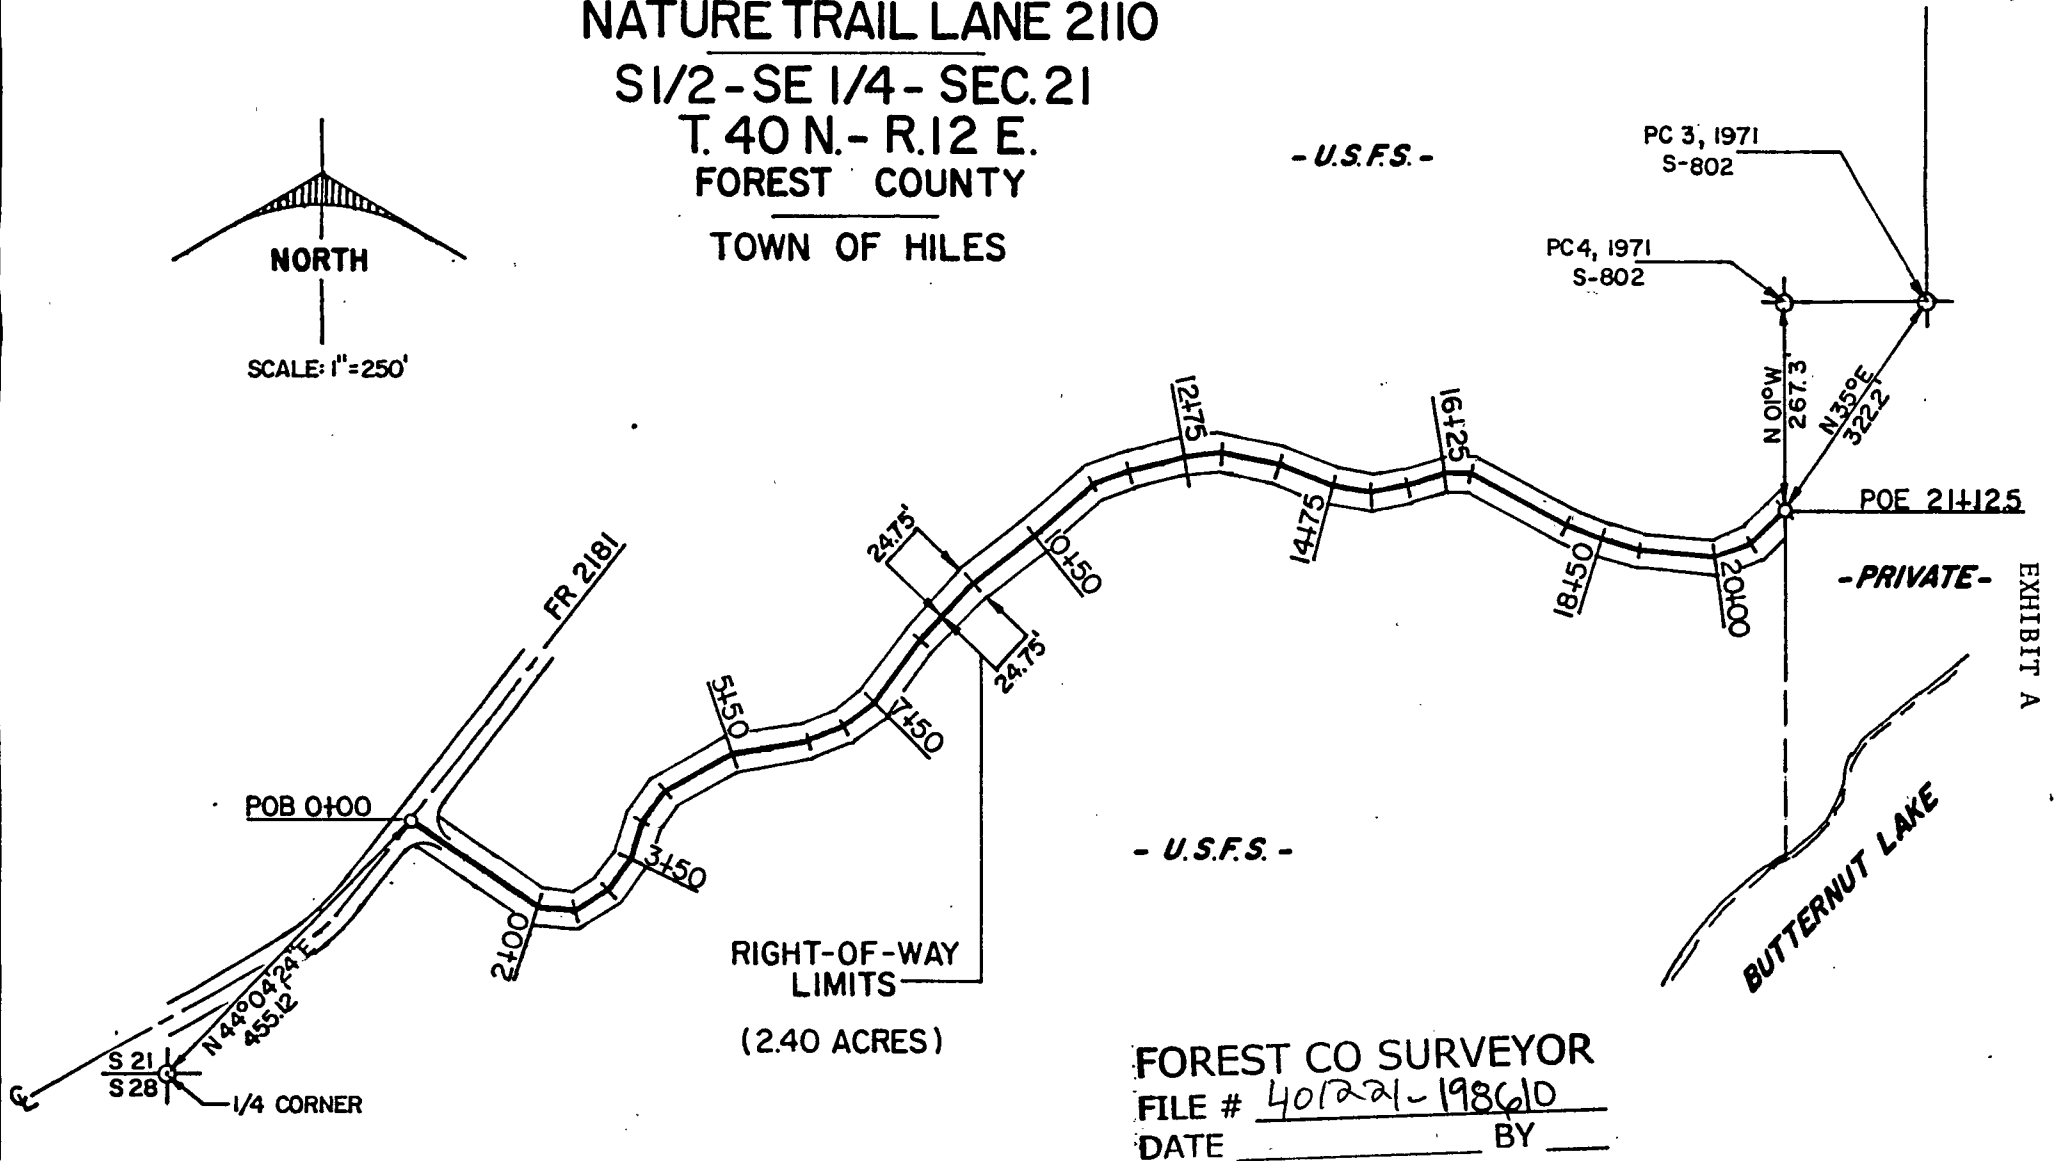 NATURE TRAIL LANE 2110
S1/2-SE 1/4-SEC.21
T. 40 N.-R.12 E.
FOREST COUNTY
TOWN OF HILES
NORTH
SCALE: 1"=250'
-U.S.F.S.-
PC 3, 1971
S-802
PC4, 1971
S-802
N 10°W
267.3'
N35°E
322.2'
12+75
16+25
14+75
18+50
20+00
POE 21+12.5
-PRIVATE-
EXHIBIT A
24.75'
24.75'
10+50
FR 2181
5+50
7+50
POB 0+00
3+50
2+00
- U.S.F.S. -
BUTTERNUT LAKE
RIGHT-OF-WAY
LIMITS
(2.40 ACRES)
N44°04'24"E
455.12'
S 21
S 28
1/4 CORNER
℄
FOREST CO SURVEYOR
FILE # 401221-198610
DATE BY